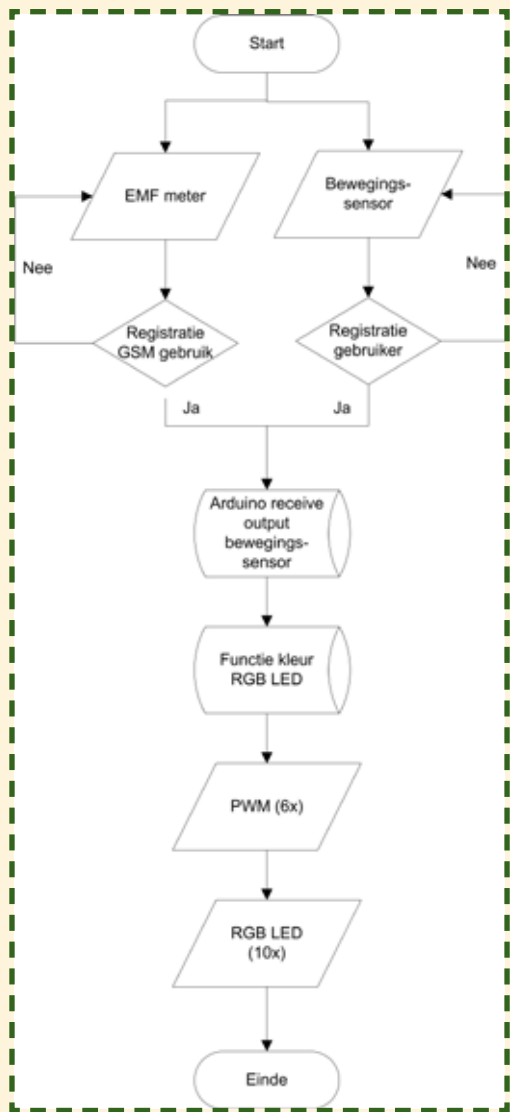 Start
EMF meter
Bewegings-
sensor
Nee
Nee
Registratie
GSM gebruik
Registratie
gebruiker
Ja
Ja
Arduino receive
output
bewegings-
sensor
Functie kleur
RGB LED
PWM (6x)
RGB LED
(10x)
Einde